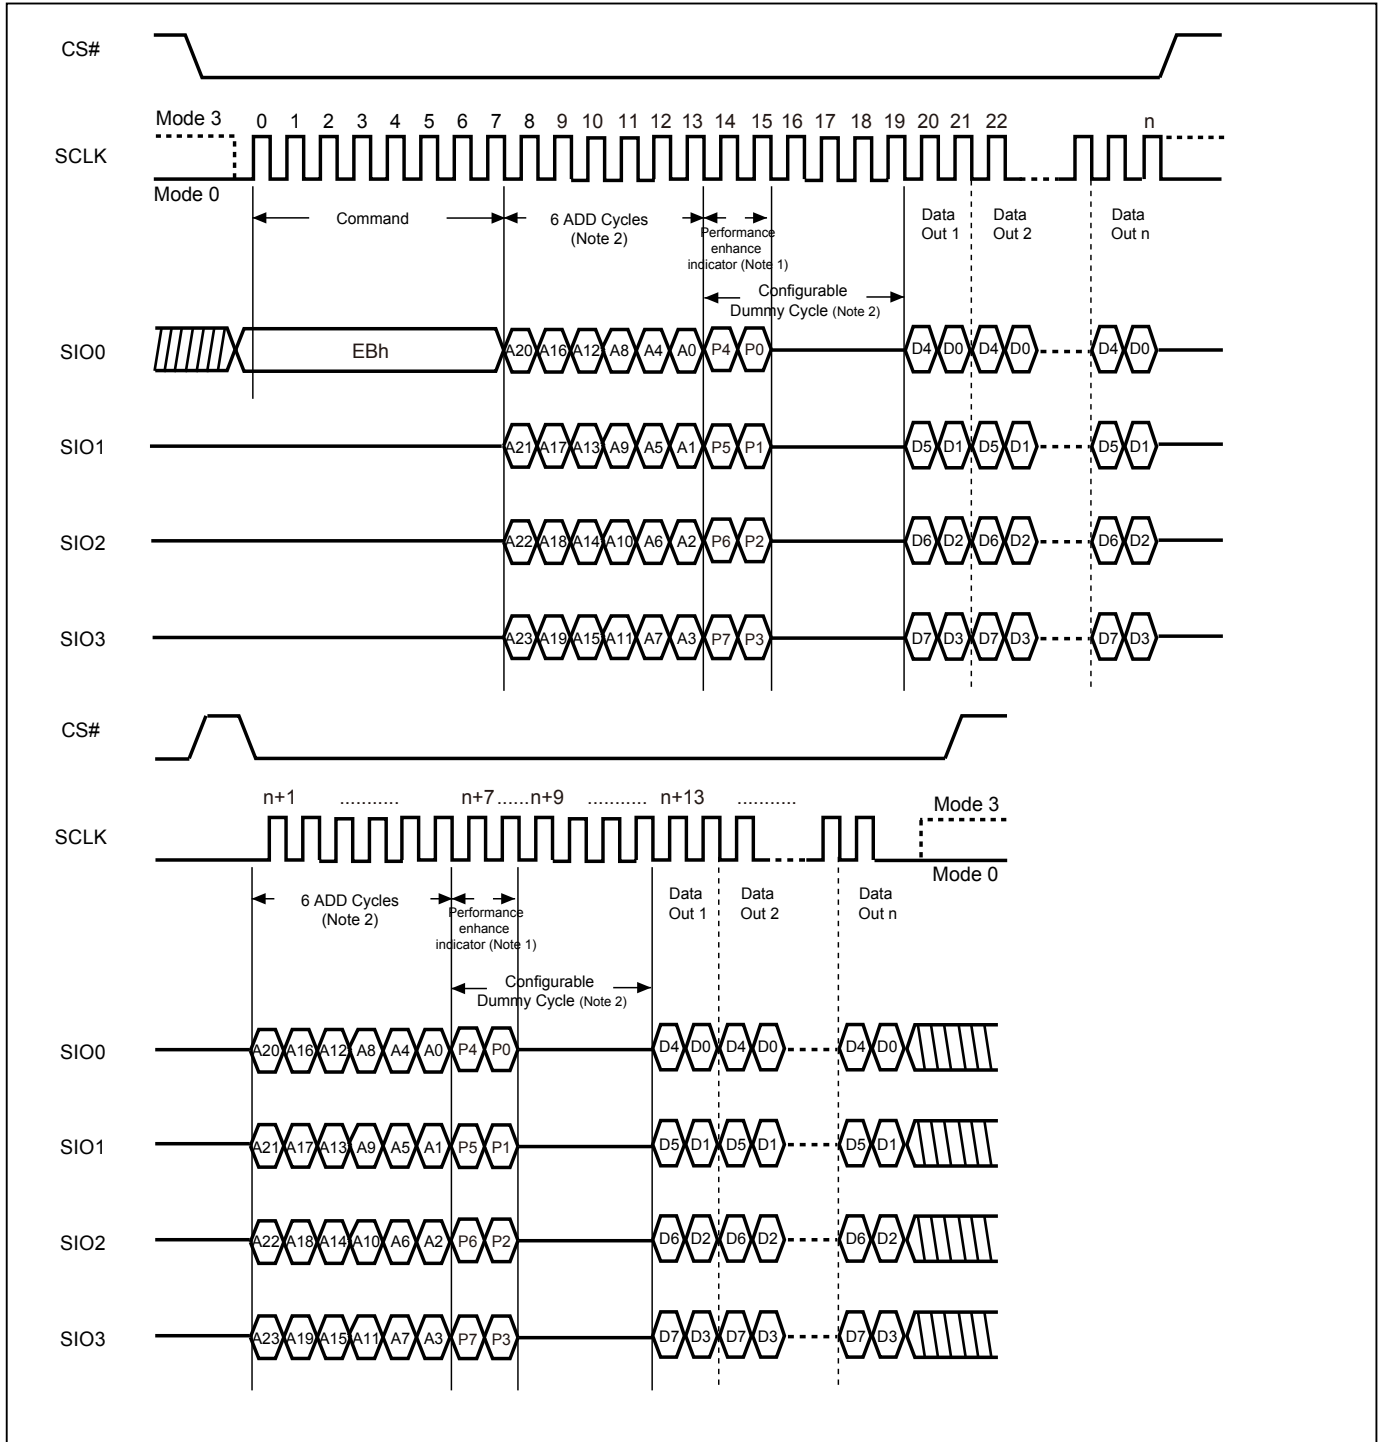 CS#
Mode 3
0 1 2 3 4 5 6 7 8 9 10 11 12 13 14 15 16 17 18 19 20 21 22 n
SCLK
Mode 0
Command
6 ADD Cycles
(Note 2)
Performance
enhance
indicator (Note 1)
Data
Out 1
Data
Out 2
Data
Out n
Configurable
Dummy Cycle (Note 2)
SIO0 EBh A20 A16 A12 A8 A4 A0 P4 P0 D4 D0 D4 D0 D4 D0
SIO1 A21 A17 A13 A9 A5 A1 P5 P1 D5 D1 D5 D1 D5 D1
SIO2 A22 A18 A14 A10 A6 A2 P6 P2 D6 D2 D6 D2 D6 D2
SIO3 A23 A19 A15 A11 A7 A3 P7 P3 D7 D3 D7 D3 D7 D3
CS#
n+1 ........... n+7 ......n+9 ........... n+13 ...........
Mode 3
SCLK
Mode 0
6 ADD Cycles
(Note 2)
Performance
enhance
indicator (Note 1)
Data
Out 1
Data
Out 2
Data
Out n
Configurable
Dummy Cycle (Note 2)
SIO0 A20 A16 A12 A8 A4 A0 P4 P0 D4 D0 D4 D0 D4 D0
SIO1 A21 A17 A13 A9 A5 A1 P5 P1 D5 D1 D5 D1 D5 D1
SIO2 A22 A18 A14 A10 A6 A2 P6 P2 D6 D2 D6 D2 D6 D2
SIO3 A23 A19 A15 A11 A7 A3 P7 P3 D7 D3 D7 D3 D7 D3